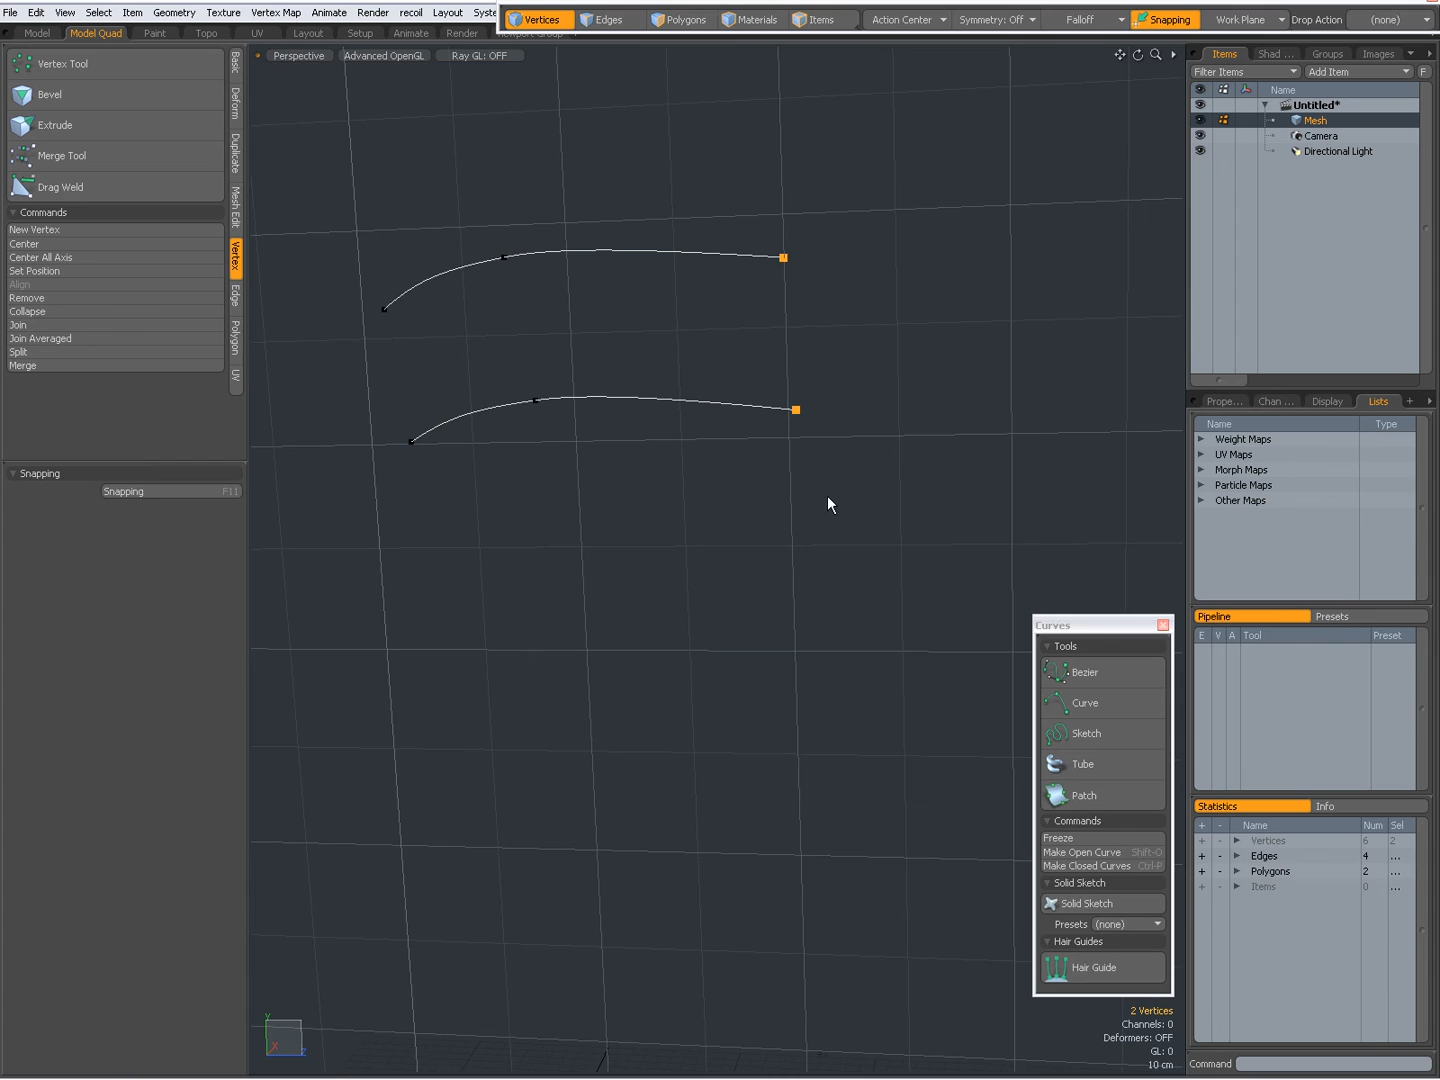 File Edit View Select Item Geometry Texture Vertex Map Animate Render recoil Layout Syste
Vertices Edges Polygons Materials Items Action Center Symmetry: Off Falloff Snapping Work Plane Drop Action (none)
Model Model Quad Paint Topo UV Layout Setup Animate Render
Vertex Tool
Bevel
Extrude
Merge Tool
Drag Weld
Commands
New Vertex
Center
Center All Axis
Set Position
Align
Remove
Collapse
Join
Join Averaged
Split
Merge
Basic
Deform
Duplicate
Mesh Edit
Vertex
Edge
Polygon
UV
Snapping
Snapping F11
Perspective Advanced OpenGL Ray GL: OFF
Y
X
Z
Curves
Tools
Bezier
Curve
Sketch
Tube
Patch
Commands
Freeze
Make Open Curve Shift-O
Make Closed Curves Ctrl-P
Solid Sketch
Solid Sketch
Presets (none)
Hair Guides
Hair Guide
2 Vertices
Channels: 0
Deformers: OFF
GL: 0
10 cm
Items Shad ... Groups Images
Filter Items Add Item F
Name
Untitled*
Mesh
Camera
Directional Light
Prope... Chan ... Display Lists +
Name Type
Weight Maps
UV Maps
Morph Maps
Particle Maps
Other Maps
Pipeline Presets
E V A Tool Preset
Statistics Info
+ - Name Num Sel
+ - Vertices 6 2
+ - Edges 4 ...
+ - Polygons 2 ...
+ - Items 0 ...
Command